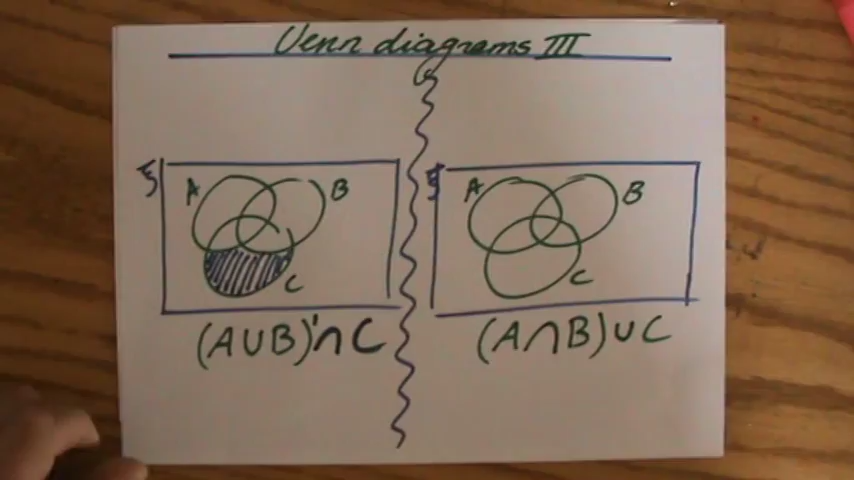 Venn diagrams III
ξ A B C
(A∪B)'∩C
ξ A B C
(A∩B)∪C